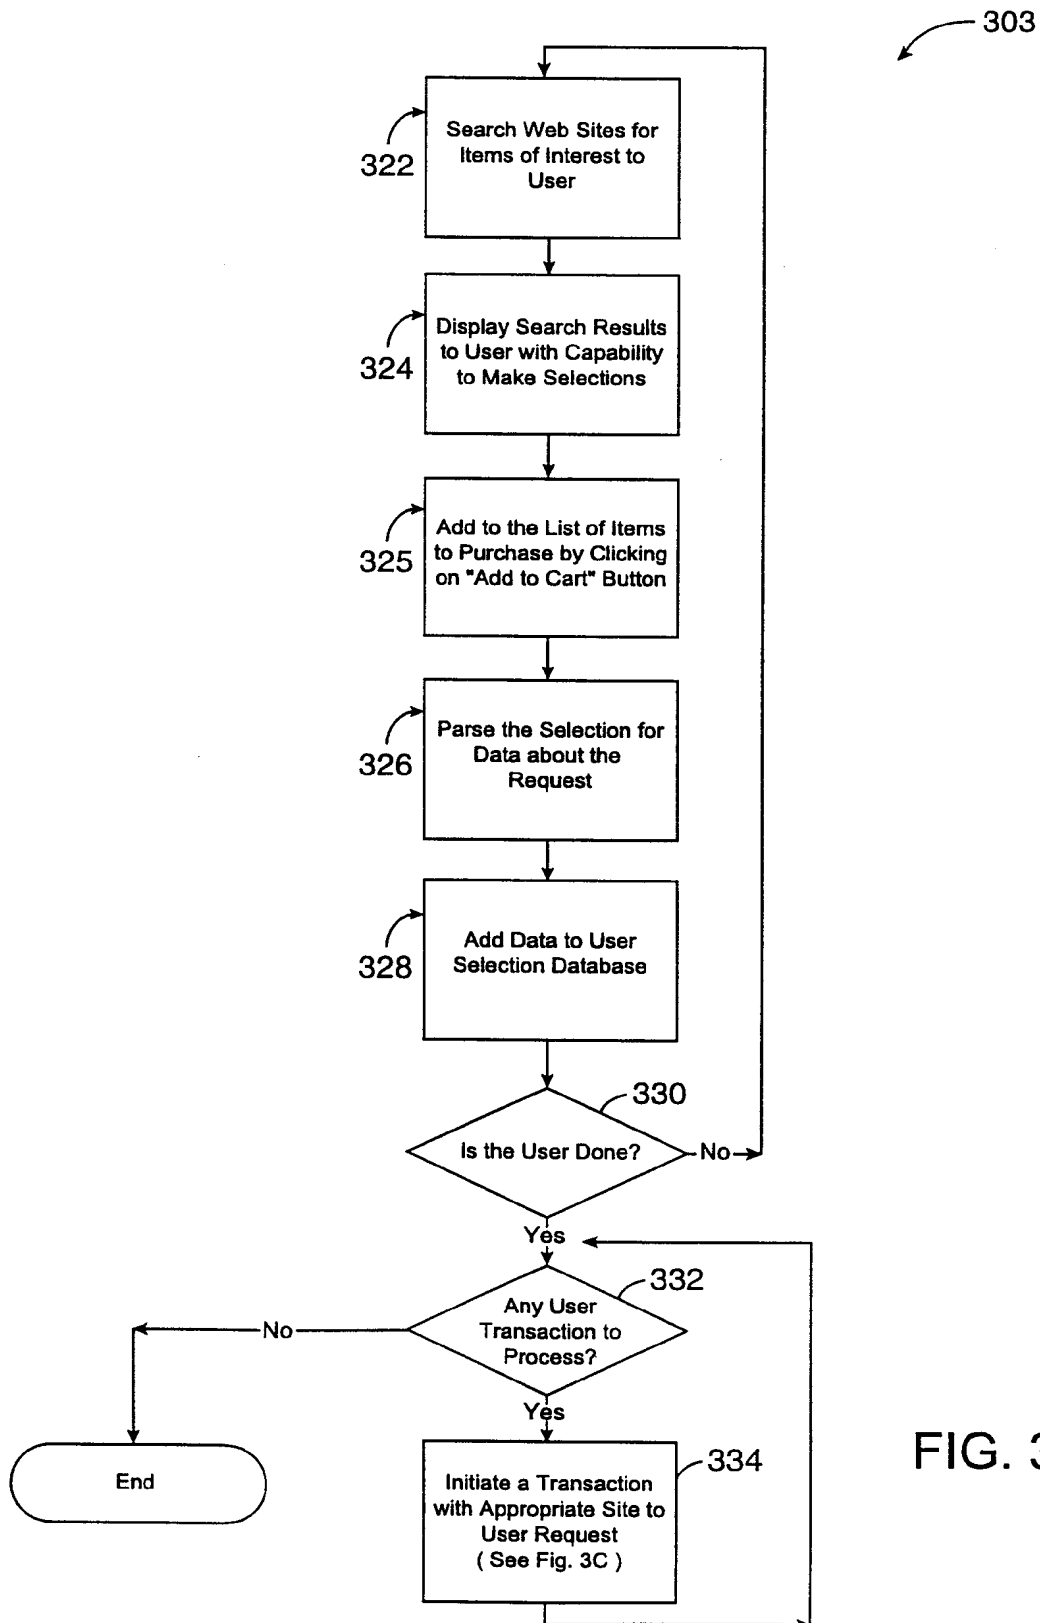 303
Search Web Sites for
Items of Interest to
User
322
Display Search Results
to User with Capability
to Make Selections
324
Add to the List of Items
to Purchase by Clicking
on "Add to Cart" Button
325
Parse the Selection for
Data about the
Request
326
Add Data to User
Selection Database
328
330
Is the User Done?
No
Yes
332
Any User
Transaction to
Process?
No
Yes
End
334
Initiate a Transaction
with Appropriate Site to
User Request
( See Fig. 3C )
FIG.